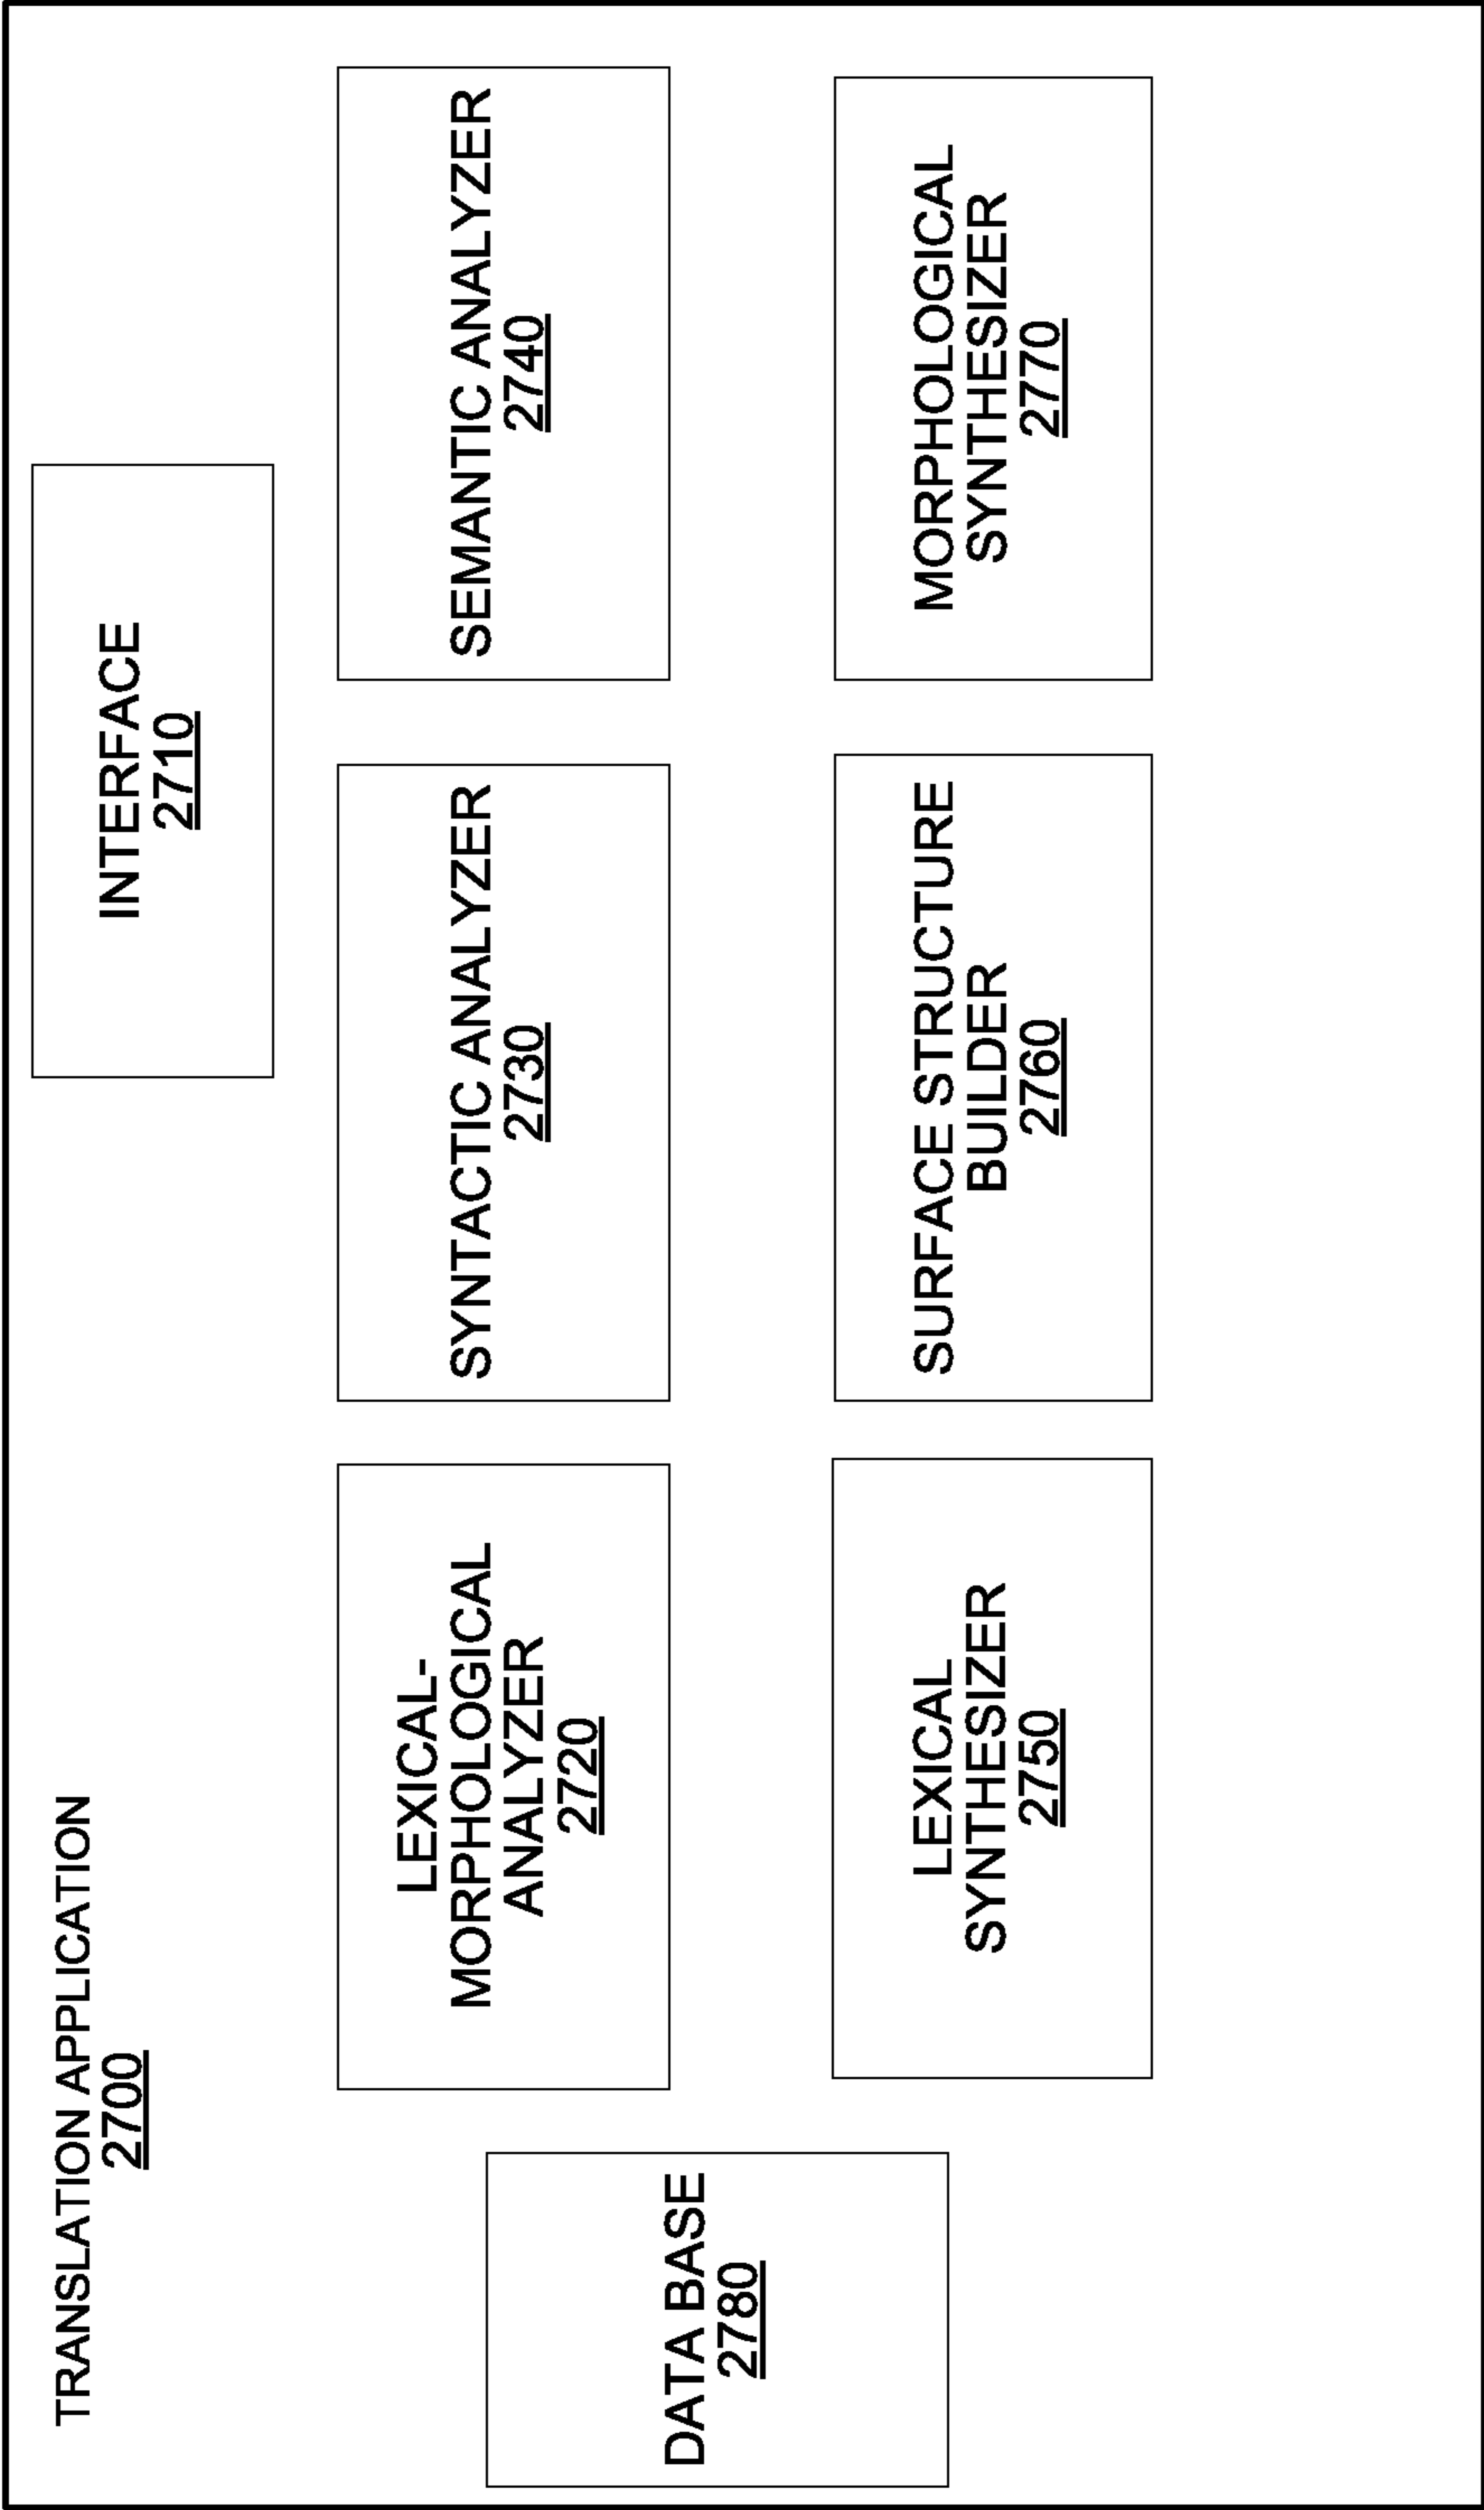 TRANSLATION APPLICATION
2700
INTERFACE
2710
DATA BASE
2780
LEXICAL-
MORPHOLOGICAL
ANALYZER
2720
SYNTACTIC ANALYZER
2730
SEMANTIC ANALYZER
2740
LEXICAL
SYNTHESIZER
2750
SURFACE STRUCTURE
BUILDER
2760
MORPHOLOGICAL
SYNTHESIZER
2770